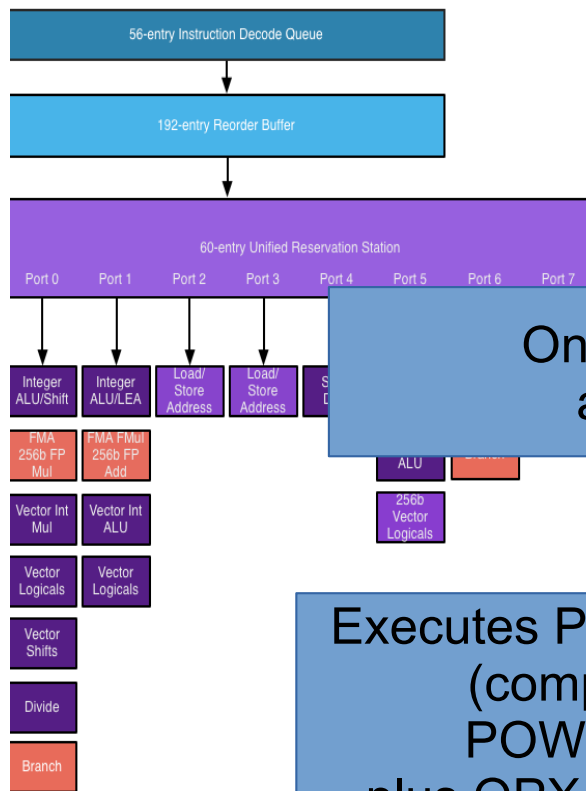 56-entry Instruction Decode Queue
192-entry Reorder Buffer
60-entry Unified Reservation Station
Port 0 Port 1 Port 2 Port 3 Port 4 Port 5 Port 6 Port 7
Integer
ALU/Shift
Integer
ALU/LEA
Load/
Store
Address
Load/
Store
Address
FMA
256b FP
Mul
FMA FMul
256b FP
Add
ALU
Vector Int
Mul
Vector Int
ALU
256b
Vector
Logicals
Vector
Logicals
Vector
Logicals
Vector
Shifts
Divide
Branch
On
a
Executes P
(comp
POW
plus QPX